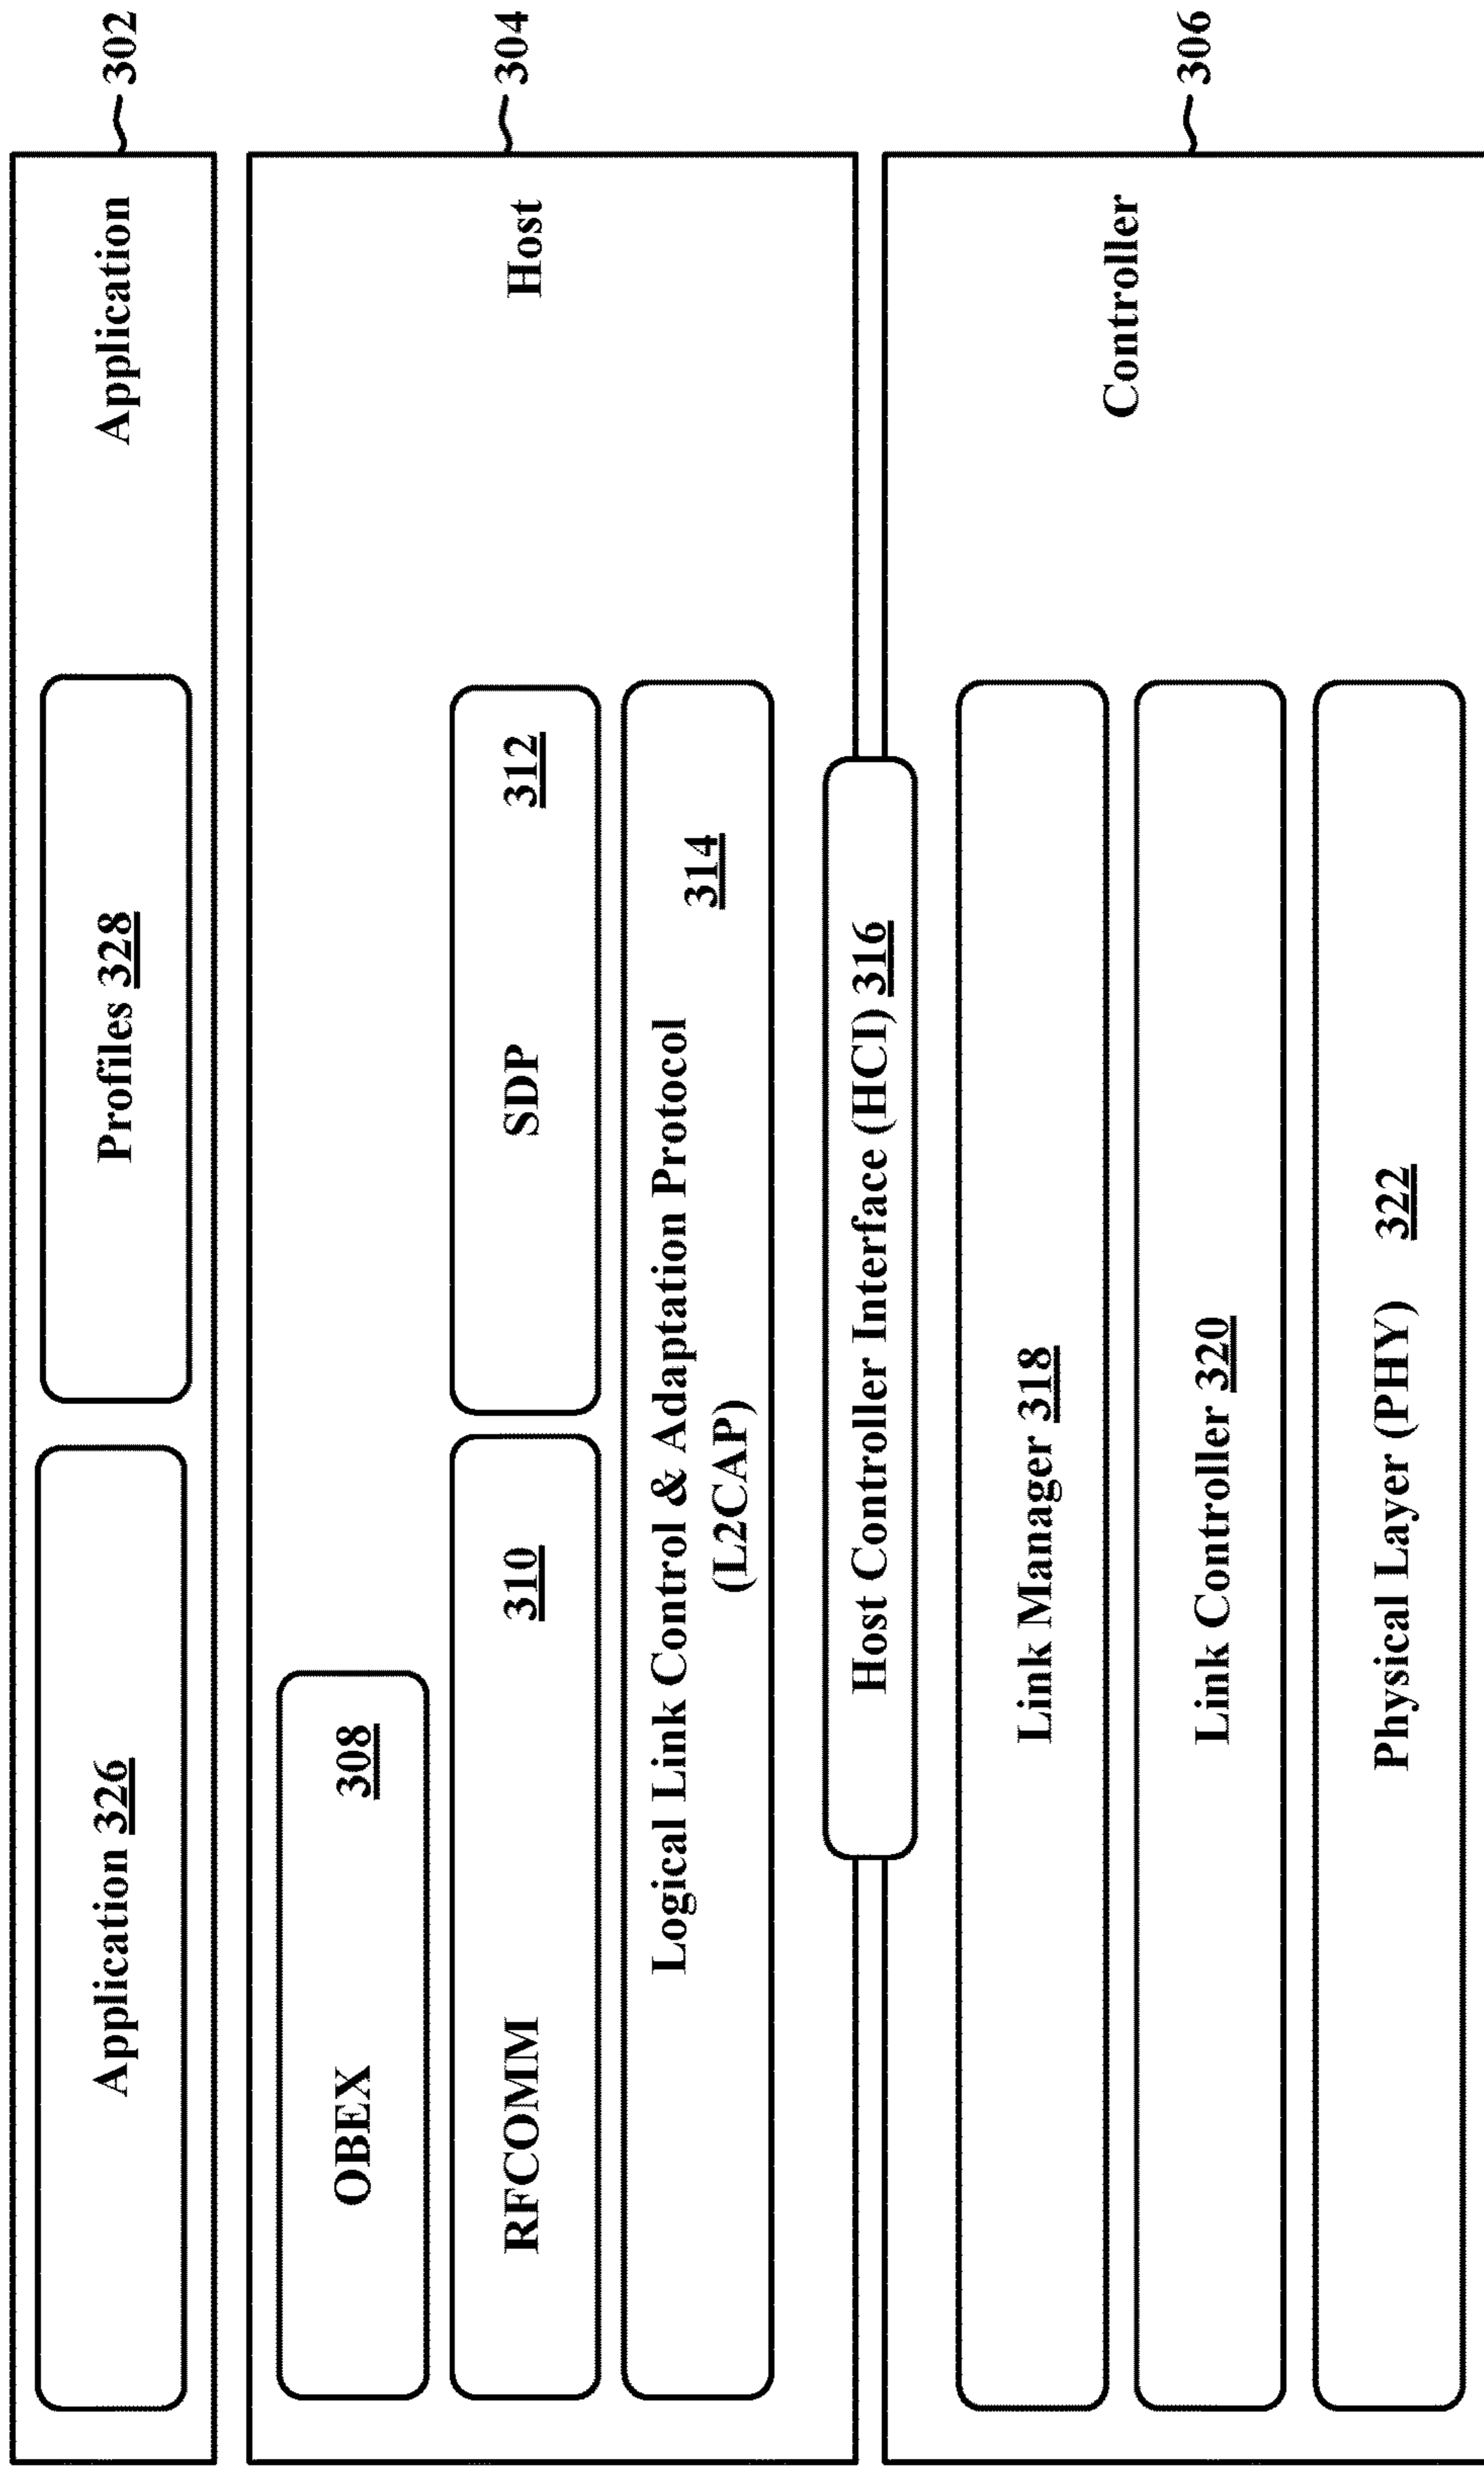 Application 326
Profiles 328
Application
302
OBEX 308
RFCOMM 310
SDP 312
Logical Link Control & Adaptation Protocol
(L2CAP)
314
Host
304
Host Controller Interface (HCI) 316
Link Manager 318
Link Controller 320
Physical Layer (PHY) 322
Controller
306